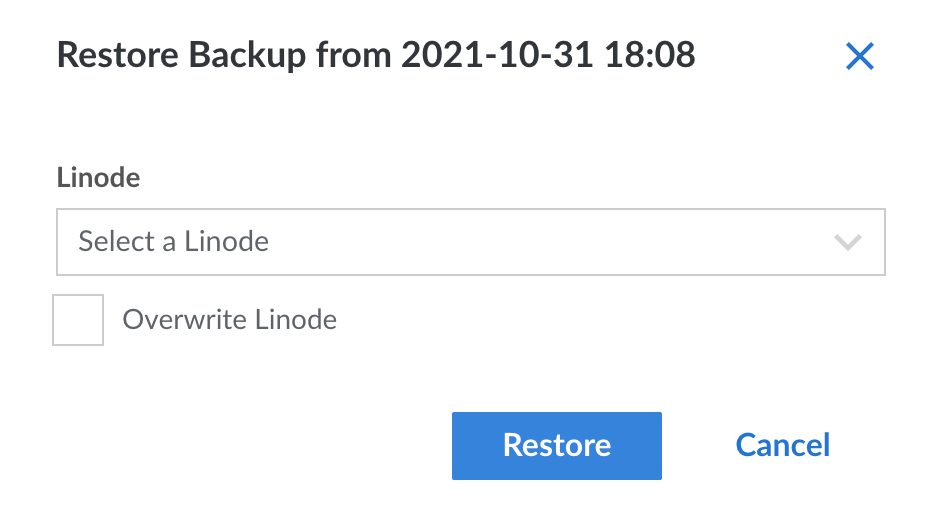 Restore Backup from 2021-10-31 18:08
Linode
Select a Linode
Overwrite Linode
Restore Cancel